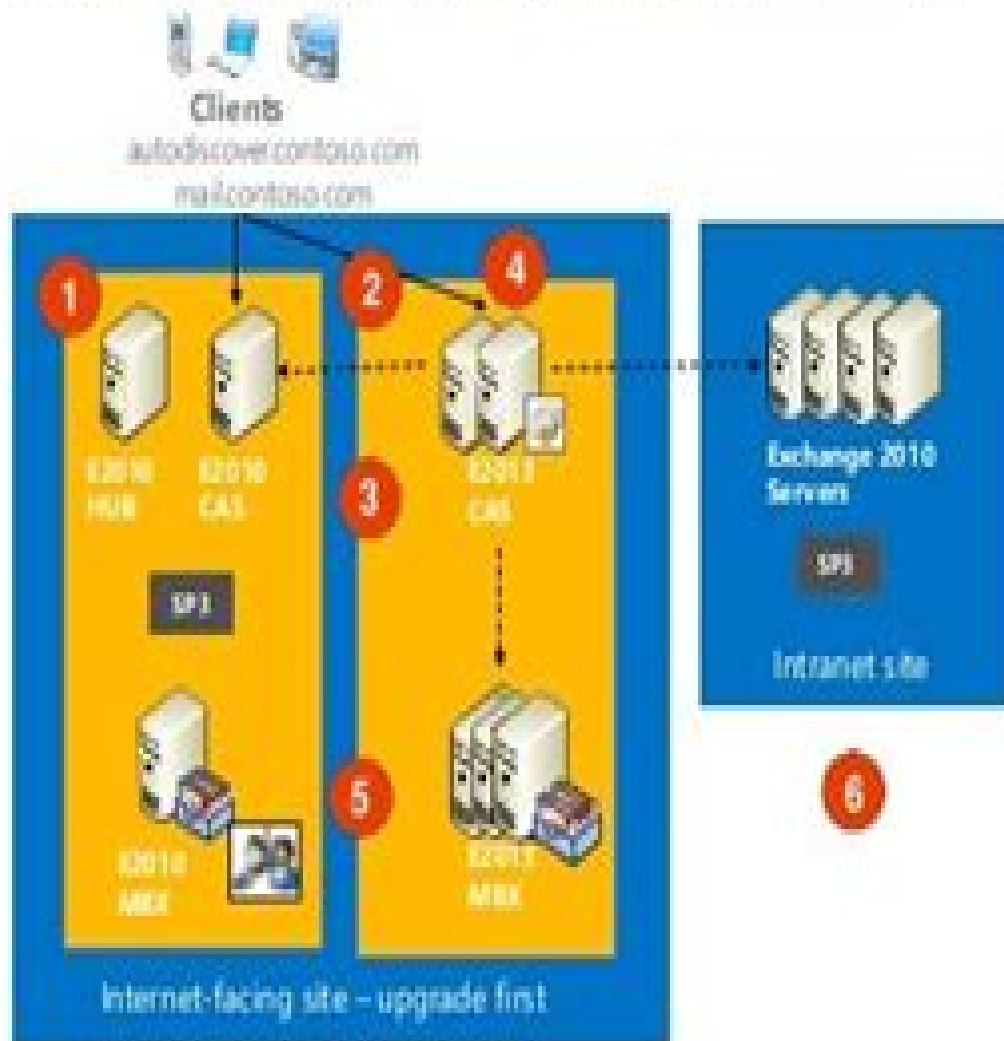 Clients
autodiscover.contoso.com
mail.contoso.com
1
2
4
E2010
HUB
E2010
CAS
3
E2013
CAS
Exchange 2010
Servers
SP3
SP3
Intranet site
5
6
E2010
MBX
E2013
MBX
Internet-facing site – upgrade first